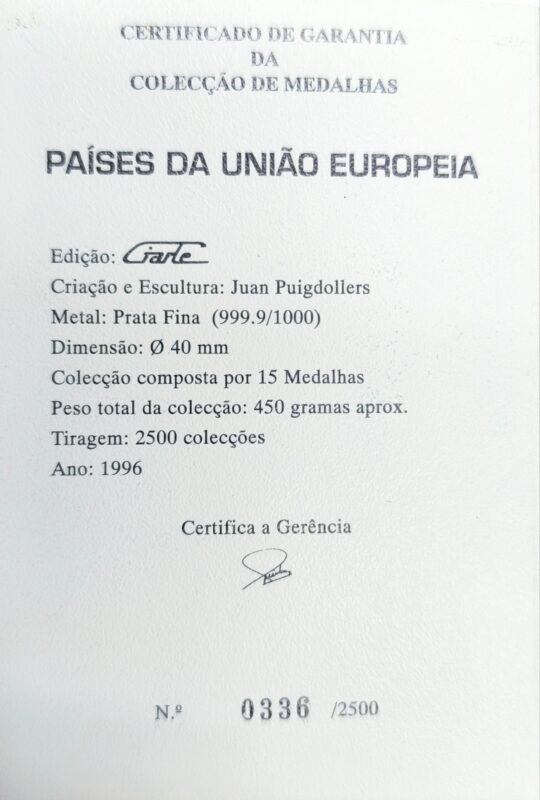 CERTIFICADO DE GARANTIA
DA
COLECÇÃO DE MEDALHAS
PAÍSES DA UNIÃO EUROPEIA
Edição: Ciarte
Criação e Escultura: Juan Puigdollers
Metal: Prata Fina (999.9/1000)
Dimensão: Ø 40 mm
Colecção composta por 15 Medalhas
Peso total da colecção: 450 gramas aprox.
Tiragem: 2500 colecções
Ano: 1996
Certifica a Gerência
N.º 0336 /2500